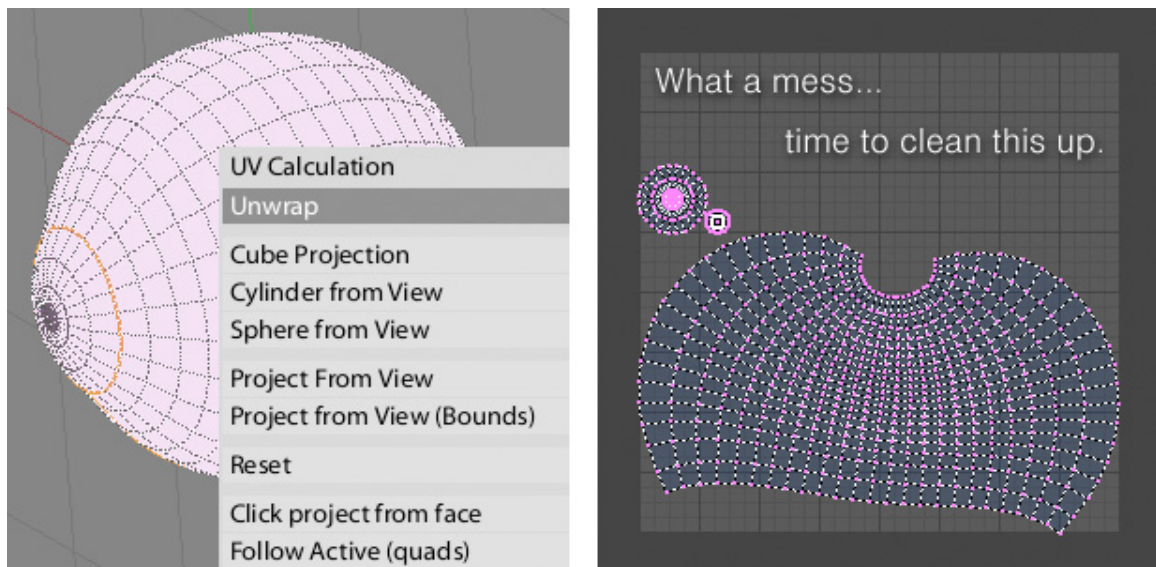 UV Calculation
Unwrap
Cube Projection
Cylinder from View
Sphere from View
Project From View
Project from View (Bounds)
Reset
Click project from face
Follow Active (quads)
What a mess...
time to clean this up.